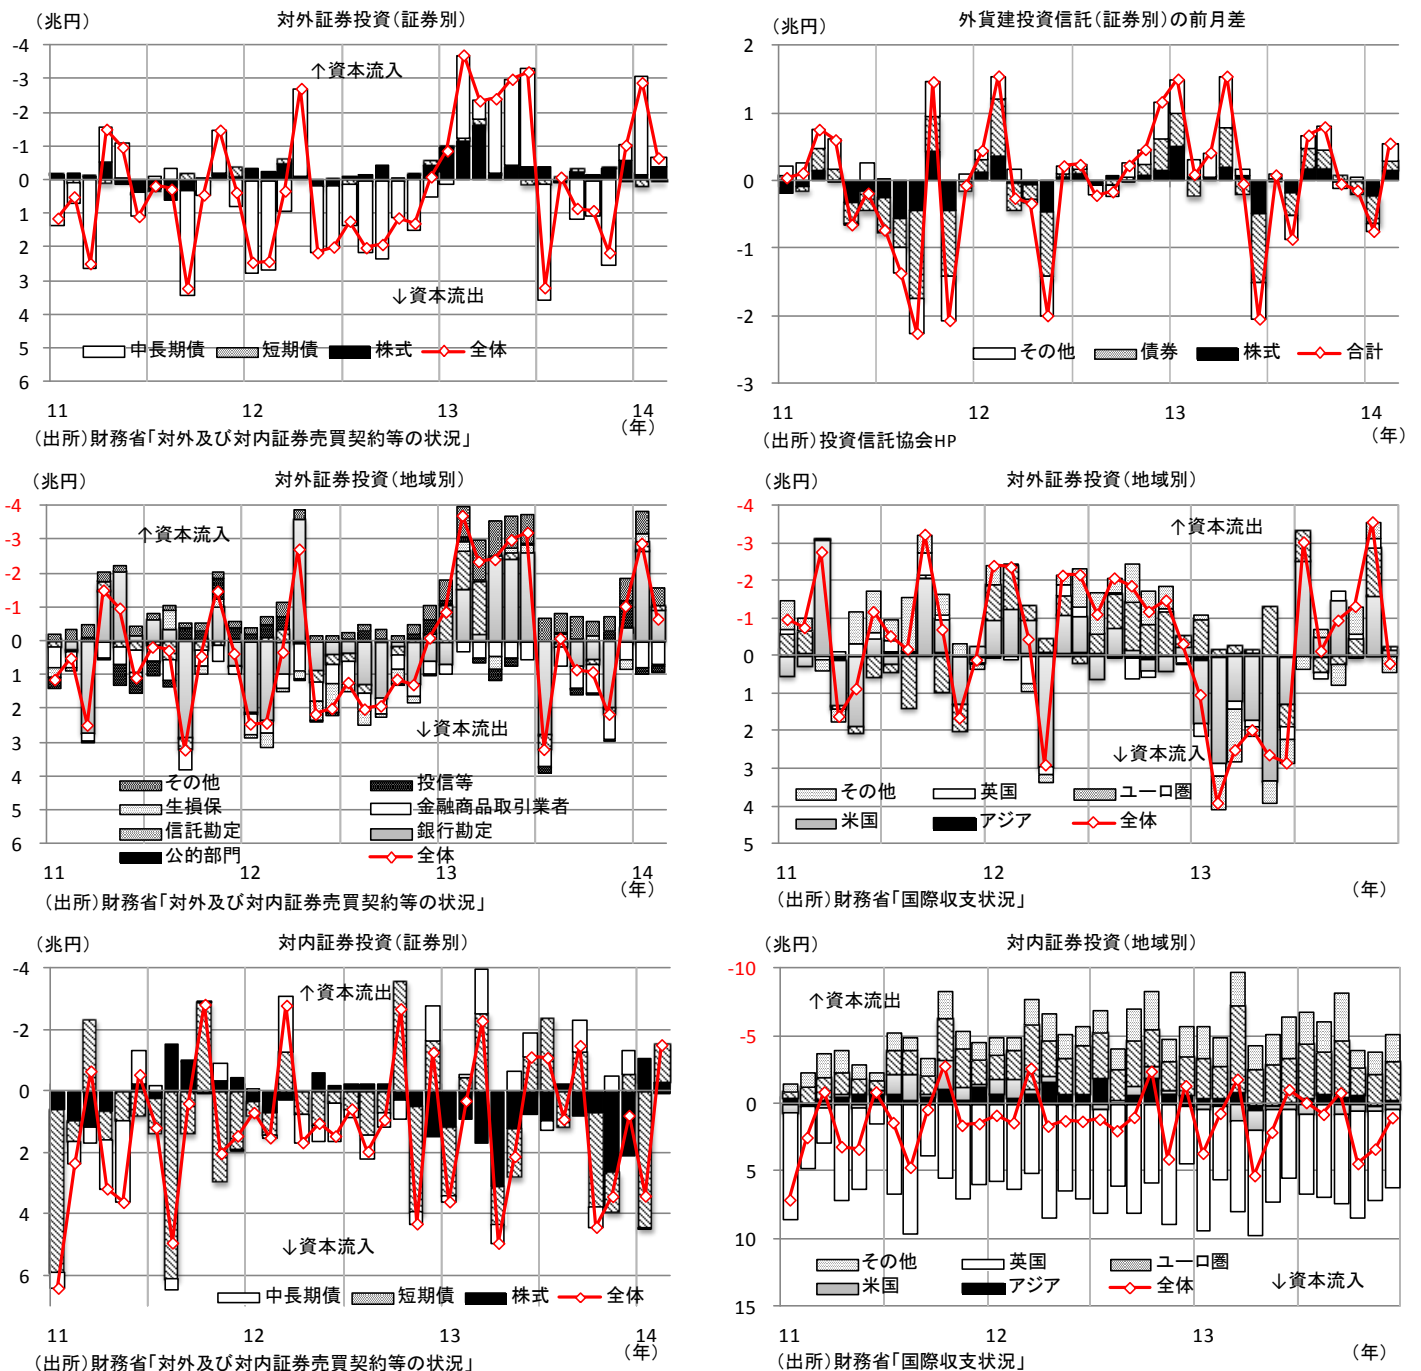 対外証券投資（証券別）
（兆円）
-4
-3
-2
-1
0
1
2
3
4
5
6
↑資本流入
↓資本流出
中長期債 短期債 株式 全体
11 12 13 14
（年）
（出所）財務省「対外及び対内証券売買契約等の状況」
外貨建投資信託（証券別）の前月差
（兆円）
2
1
0
-1
-2
-3
その他 債券 株式 合計
11 12 13 14
（年）
（出所）投資信託協会HP
対外証券投資（地域別）
（兆円）
-4
-3
-2
-1
0
1
2
3
4
5
6
↑資本流入
↓資本流出
その他 投信等
生損保 金融商品取引業者
信託勘定 銀行勘定
公的部門 全体
11 12 13 14
（年）
（出所）財務省「対外及び対内証券売買契約等の状況」
対外証券投資（地域別）
（兆円）
-4
-3
-2
-1
0
1
2
3
4
5
↑資本流出
↓資本流入
その他 英国 ユーロ圏
米国 アジア 全体
11 12 13
（年）
（出所）財務省「国際収支状況」
対内証券投資（証券別）
（兆円）
-4
-2
0
2
4
6
↑資本流出
↓資本流入
中長期債 短期債 株式 全体
11 12 13 14
（年）
（出所）財務省「対外及び対内証券売買契約等の状況」
対内証券投資（地域別）
（兆円）
-10
-5
0
5
10
15
↑資本流出
その他 英国 ユーロ圏
米国 アジア 全体
↓資本流入
11 12 13
（年）
（出所）財務省「国際収支状況」